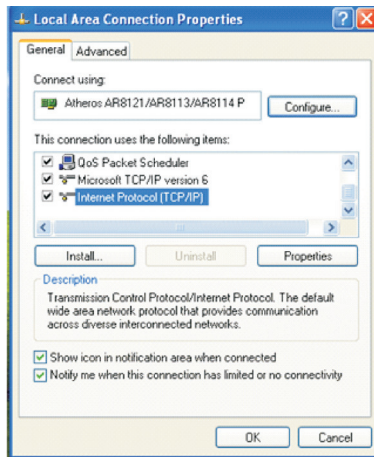 Local Area Connection Properties
General
Advanced
Connect using:
Atheros AR8121/AR8113/AR8114 P
Configure...
This connection uses the following items:
QoS Packet Scheduler
Microsoft TCP/IP version 6
Internet Protocol (TCP/IP)
Install...
Uninstall
Properties
Description
Transmission Control Protocol/Internet Protocol. The default
wide area network protocol that provides communication
across diverse interconnected networks.
Show icon in notification area when connected
Notify me when this connection has limited or no connectivity
OK
Cancel